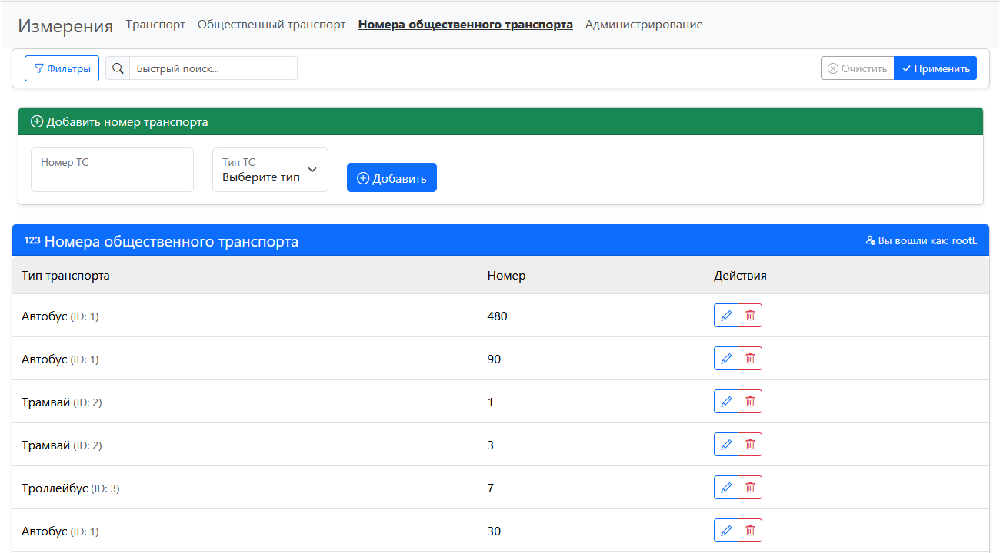 Измерения Транспорт Общественный транспорт Номера общественного транспорта Администрирование
Фильтры Быстрый поиск... Очистить Применить
Добавить номер транспорта
Номер ТС
Тип ТС
Выберите тип
Добавить
123 Номера общественного транспорта Вы вошли как: rootL
Тип транспорта Номер Действия
Автобус (ID: 1) 480
Автобус (ID: 1) 90
Трамвай (ID: 2) 1
Трамвай (ID: 2) 3
Троллейбус (ID: 3) 7
Автобус (ID: 1) 30